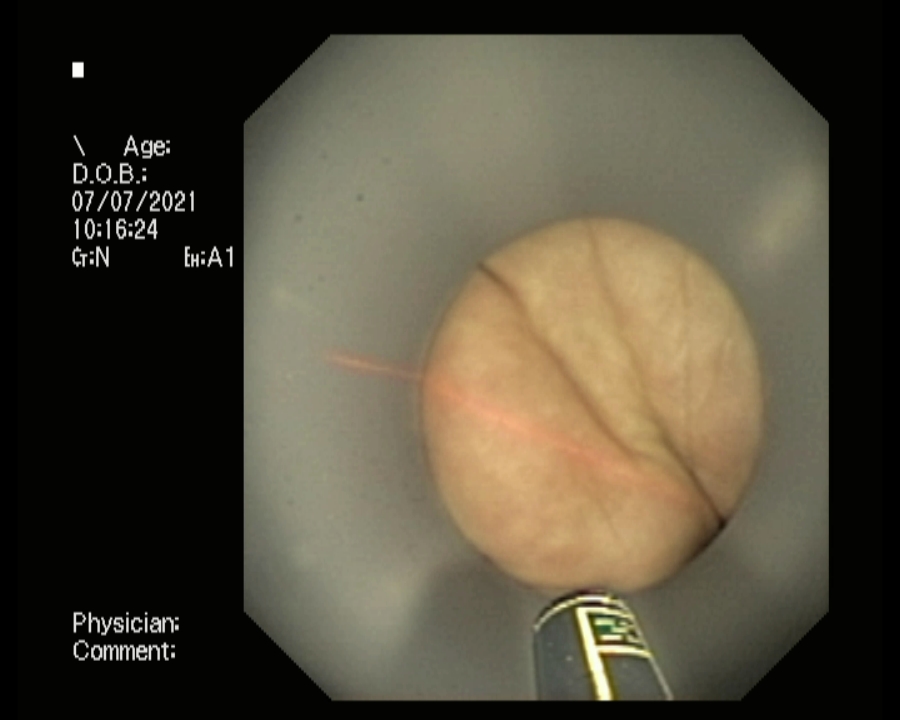 \ Age:
D.O.B.:
07/07/2021
10:16:24
Cr:N EH:A1
Physician:
Comment: